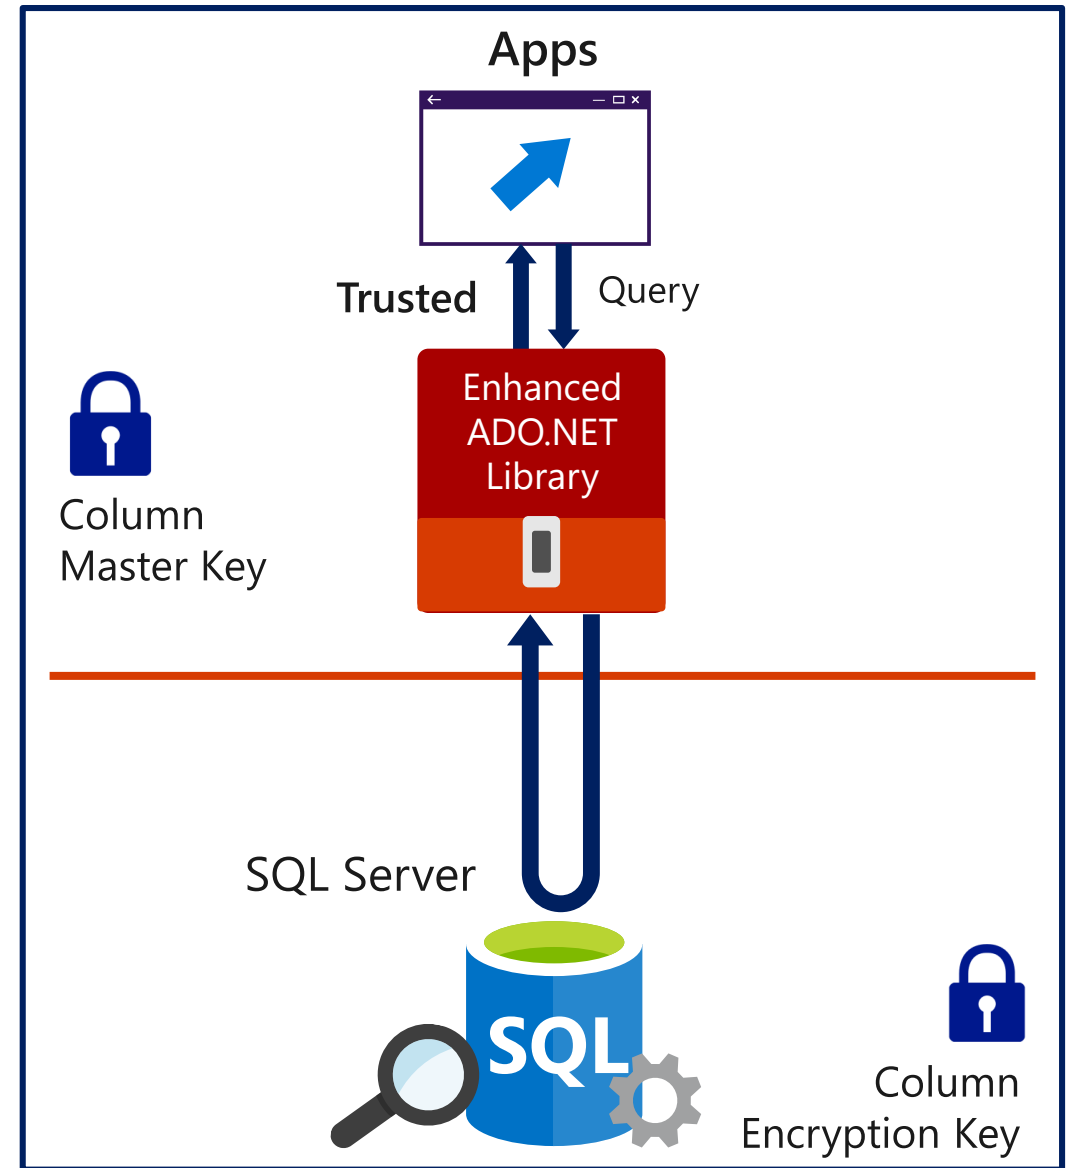 Apps
Trusted
Query
Enhanced
ADO.NET
Library
Column
Master Key
SQL Server
SQL
Column
Encryption Key